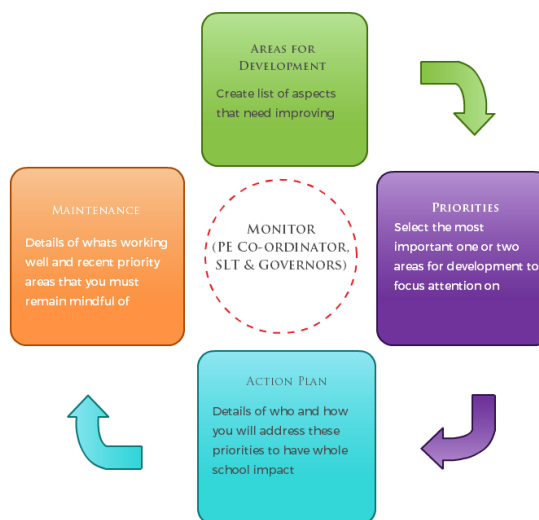 Areas for
Development
Create list of aspects
that need improving
Priorities
Select the most
important one or two
areas for development to
focus attention on
Action Plan
Details of who and how
you will address these
priorities to have whole
school impact
Maintenance
Details of whats working
well and recent priority
areas that you must
remain mindful of
Monitor
(PE Co-ordinator,
SLT & Governors)